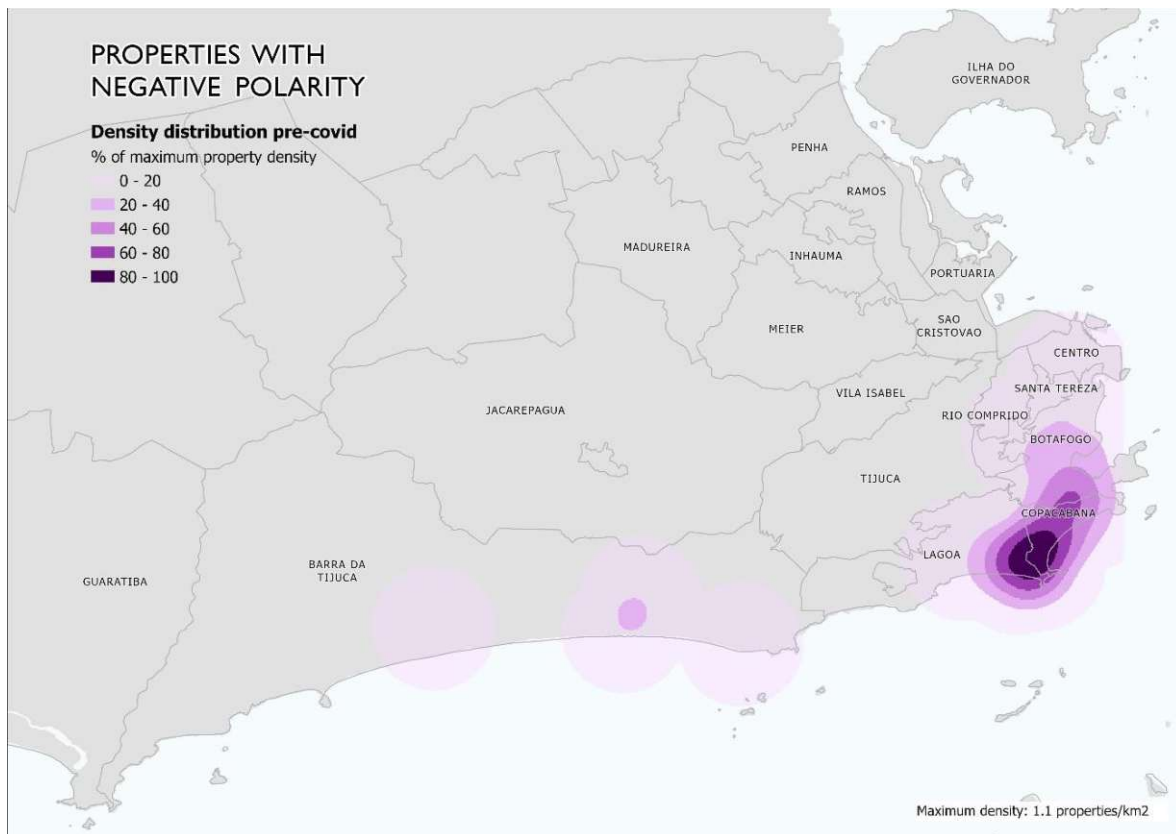 PROPERTIES WITH
NEGATIVE POLARITY
Density distribution pre-covid
% of maximum property density
0 - 20
20 - 40
40 - 60
60 - 80
80 - 100
ILHA DO
GOVERNADOR
PENHA
RAMOS
MADUREIRA
INHAUMA
PORTUARIA
SAO
CRISTOVAO
MEIER
CENTRO
SANTA TEREZA
VILA ISABEL
RIO COMPRIDO
JACAREPAGUA
BOTAFOGO
TIJUCA
COPACABANA
LAGOA
BARRA DA
TIJUCA
GUARATIBA
Maximum density: 1.1 properties/km2